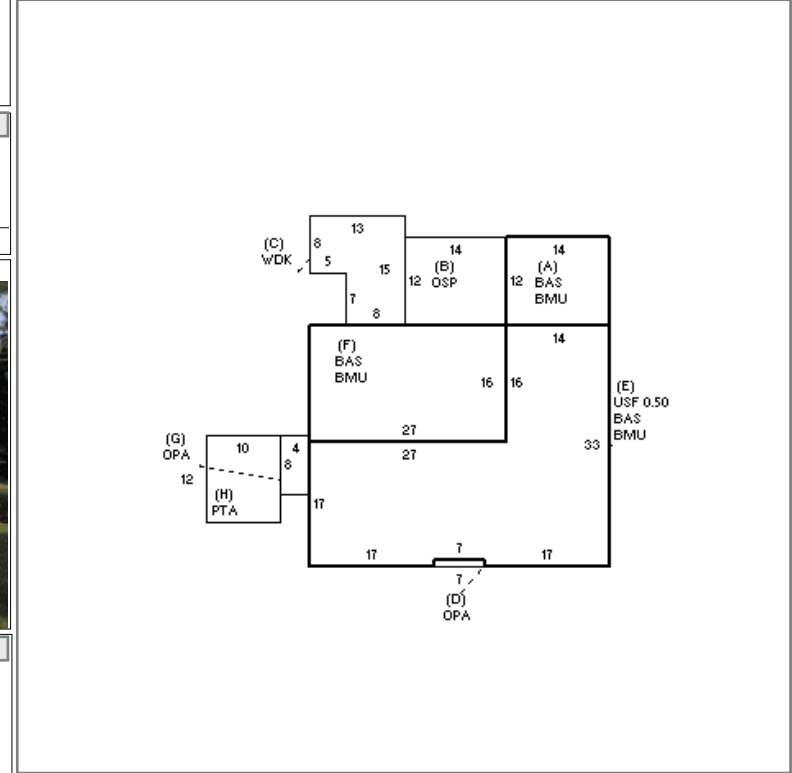 13
(C)
WDK
8
5
15
7
8
14
(B)
OSP
12
14
(A)
BAS
BMU
12
14
(F)
BAS
BMU
16
16
27
27
(E)
USF 0.50
BAS
BMU
33
(G)
OPA
10
4
8
12
(H)
PTA
17
17
7
17
7
(D)
OPA